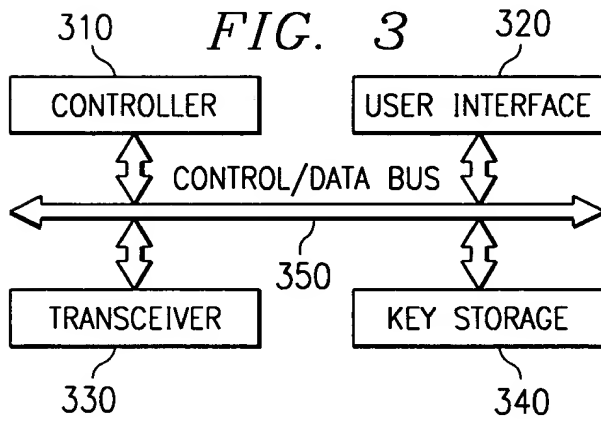 FIG. 3
310
320
CONTROLLER
USER INTERFACE
CONTROL/DATA BUS
350
TRANSCEIVER
KEY STORAGE
330
340